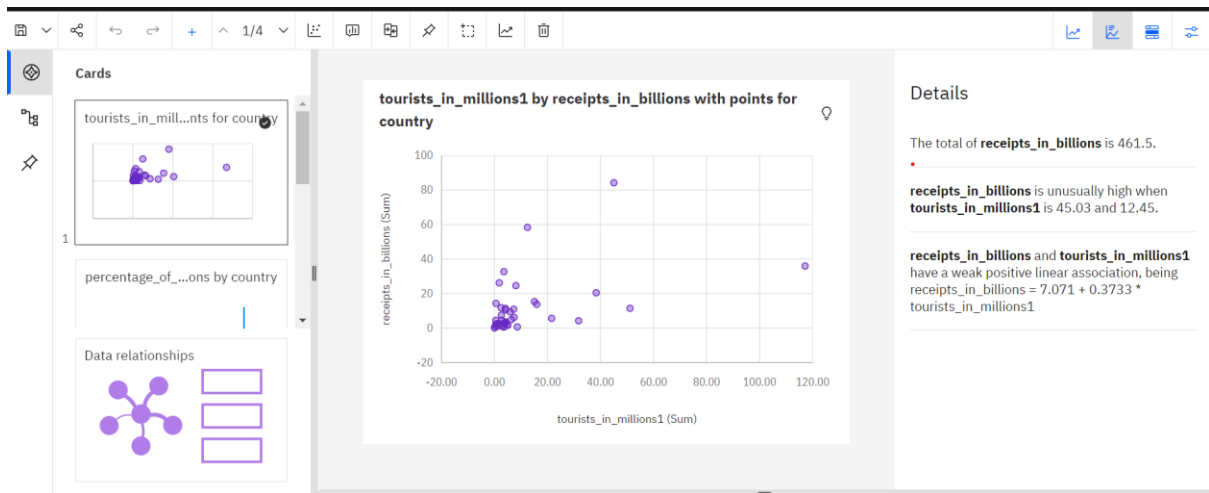 1/4
Cards
tourists_in_mill...nts for country
1
percentage_of_...ons by country
Data relationships
tourists_in_millions1 by receipts_in_billions with points for
country
receipts_in_billions (Sum)
100
80
60
40
20
0
-20
-20.00 0.00 20.00 40.00 60.00 80.00 100.00 120.00
tourists_in_millions1 (Sum)
Details
The total of receipts_in_billions is 461.5.
receipts_in_billions is unusually high when
tourists_in_millions1 is 45.03 and 12.45.
receipts_in_billions and tourists_in_millions1
have a weak positive linear association, being
receipts_in_billions = 7.071 + 0.3733 *
tourists_in_millions1